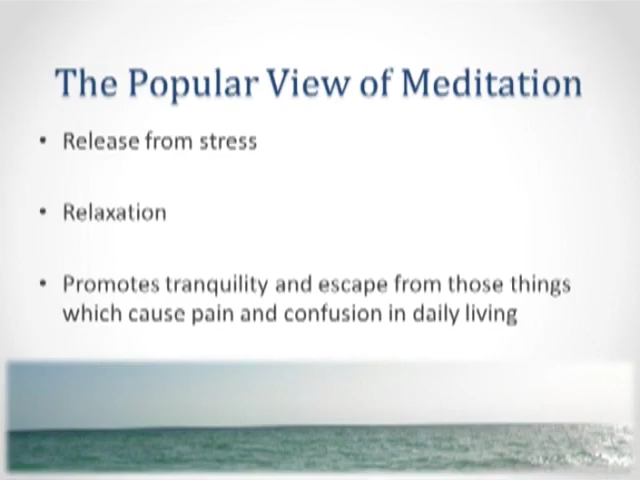 The Popular View of Meditation
• Release from stress
• Relaxation
• Promotes tranquility and escape from those things
which cause pain and confusion in daily living